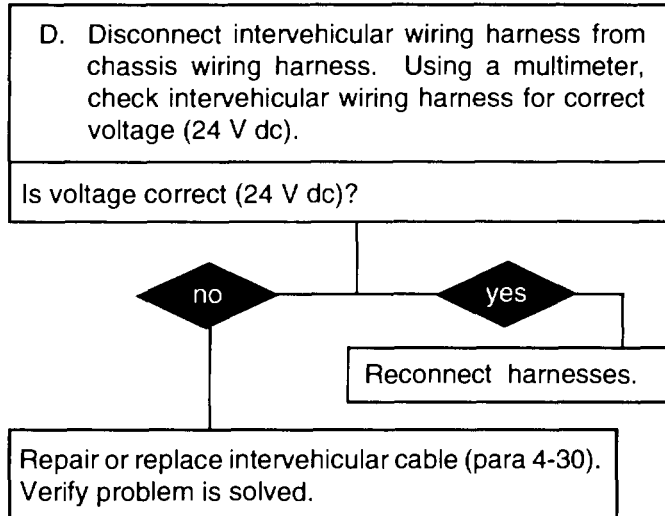 D. Disconnect intervehicular wiring harness from
chassis wiring harness. Using a multimeter,
check intervehicular wiring harness for correct
voltage (24 V dc).
Is voltage correct (24 V dc)?
no
yes
Reconnect harnesses.
Repair or replace intervehicular cable (para 4-30).
Verify problem is solved.